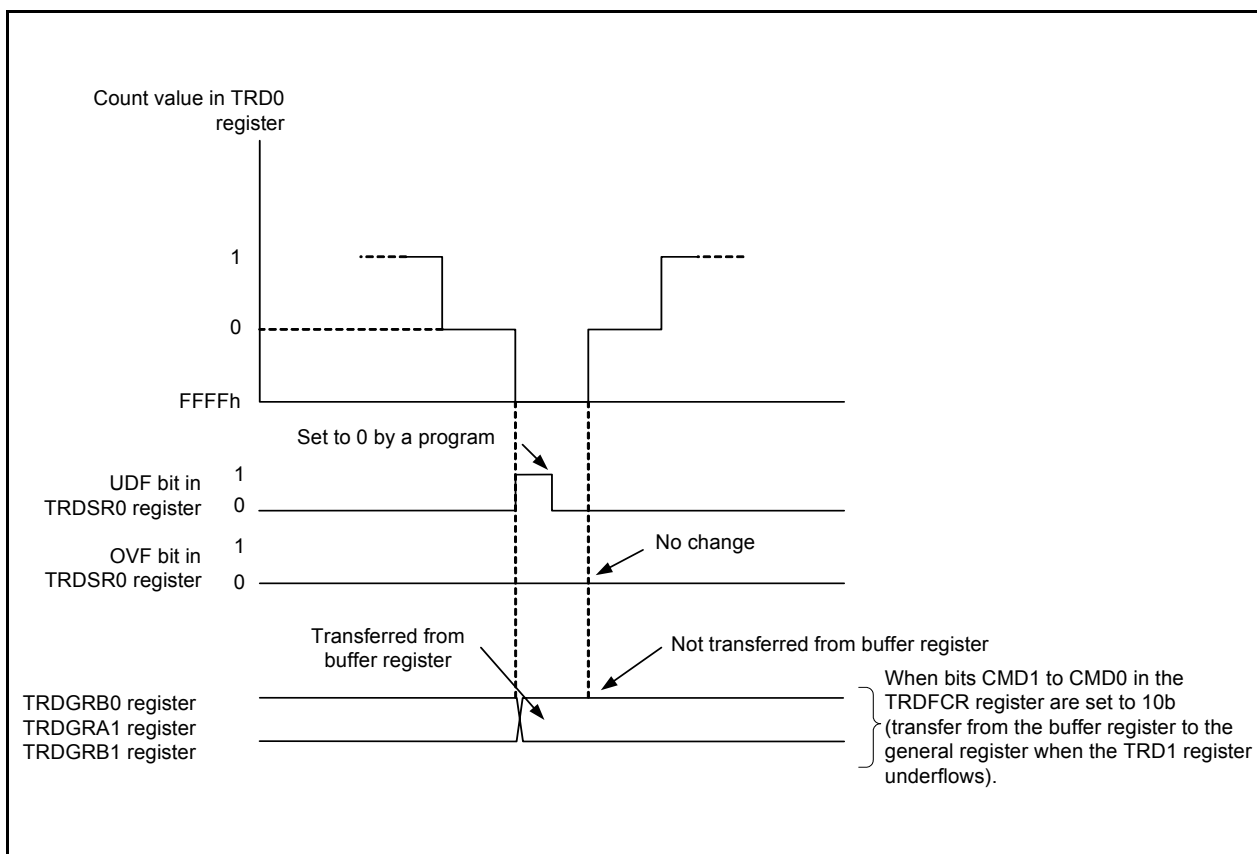 Count value in TRD0
register
1
0
FFFFh
Set to 0 by a program
UDF bit in
TRDSR0 register
1
0
No change
OVF bit in
TRDSR0 register
1
0
Transferred from
buffer register
Not transferred from buffer register
TRDGRB0 register
TRDGRA1 register
TRDGRB1 register
When bits CMD1 to CMD0 in the
TRDFCR register are set to 10b
(transfer from the buffer register to the
general register when the TRD1 register
underflows).